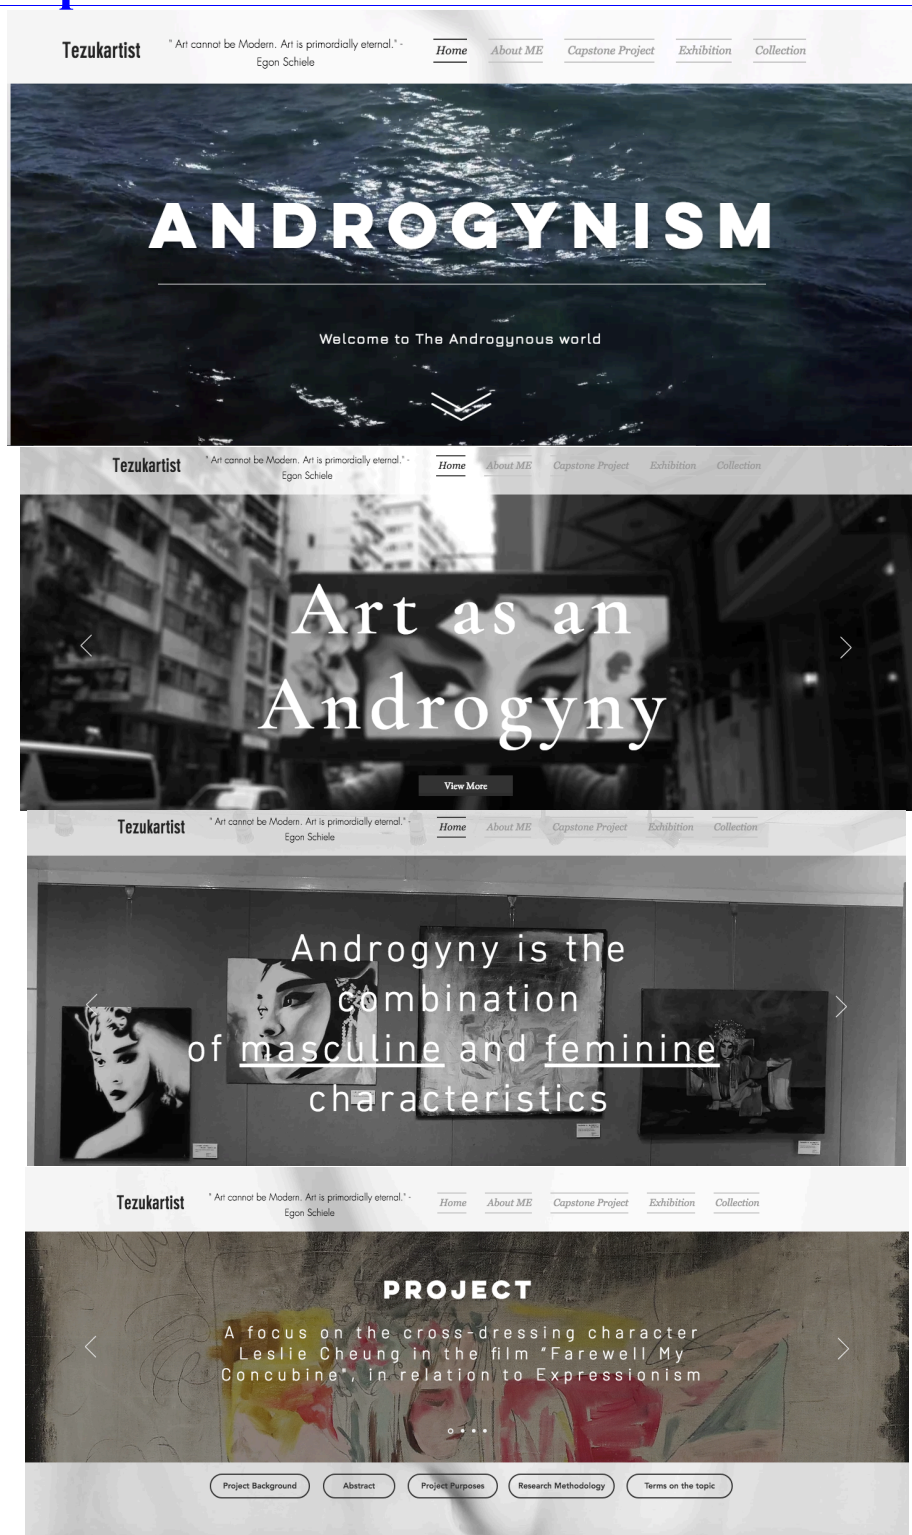 Tezukartist
" Art cannot be Modern. Art is primordially eternal." -
Egon Schiele
Home About ME Capstone Project Exhibition Collection
ANDROGYNISM
Welcome to The Androgynous world
Tezukartist
" Art cannot be Modern. Art is primordially eternal." -
Egon Schiele
Home About ME Capstone Project Exhibition Collection
Art as an
Androgyny
View More
Tezukartist
" Art cannot be Modern. Art is primordially eternal." -
Egon Schiele
Home About ME Capstone Project Exhibition Collection
Androgyny is the
combination
of masculine and feminine
characteristics
Tezukartist
" Art cannot be Modern. Art is primordially eternal." -
Egon Schiele
Home About ME Capstone Project Exhibition Collection
PROJECT
A focus on the cross-dressing character
Leslie Cheung in the film "Farewell My
Concubine", in relation to Expressionism
Project Background Abstract Project Purposes Research Methodology Terms on the topic